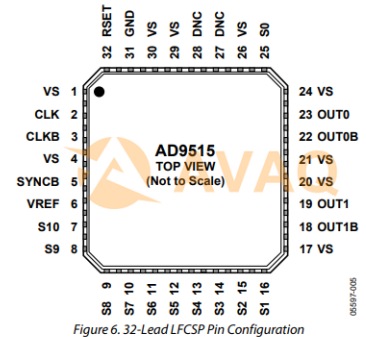 32 RSET
31 GND
30 VS
29 VS
28 DNC
27 DNC
26 VS
25 S0
VS 1
CLK 2
CLKB 3
VS 4
SYNCB 5
VREF 6
S10 7
S9 8
AD9515
TOP VIEW
(Not to Scale)
AVAQ
24 VS
23 OUT0
22 OUT0B
21 VS
20 VS
19 OUT1
18 OUT1B
17 VS
S8 9
S7 10
S6 11
S5 12
S4 13
S3 14
S2 15
S1 16
05597-005
Figure 6. 32-Lead LFCSP Pin Configuration